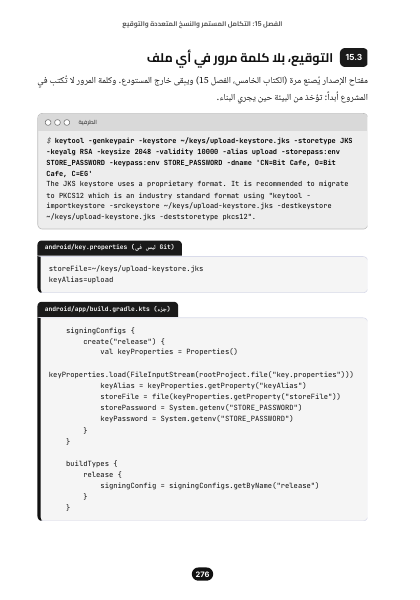 الفصل 15: التكامل المستمر والنسخ المتعددة والتوقيع
15.3 التوقيع، بلا كلمة مرور في أي ملف
مفتاح الإصدار يُصنع مرة (الكتاب الخامس، الفصل 15) ويبقى خارج المستودع. وكلمة المرور لا تُكتب في
المشروع أبداً: تؤخذ من البيئة حين يجري البناء.
الطرفية
$ keytool -genkeypair -keystore ~/keys/upload-keystore.jks -storetype JKS
-keyalg RSA -keysize 2048 -validity 10000 -alias upload -storepass:env
STORE_PASSWORD -keypass:env STORE_PASSWORD -dname 'CN=Bit Cafe, O=Bit
Cafe, C=EG'
The JKS keystore uses a proprietary format. It is recommended to migrate
to PKCS12 which is an industry standard format using "keytool -
importkeystore -srckeystore ~/keys/upload-keystore.jks -destkeystore
~/keys/upload-keystore.jks -deststoretype pkcs12".
android/key.properties (ليس في Git)
storeFile=~/keys/upload-keystore.jks
keyAlias=upload
android/app/build.gradle.kts (جزء)
signingConfigs {
create("release") {
val keyProperties = Properties()
keyProperties.load(FileInputStream(rootProject.file("key.properties")))
keyAlias = keyProperties.getProperty("keyAlias")
storeFile = file(keyProperties.getProperty("storeFile"))
storePassword = System.getenv("STORE_PASSWORD")
keyPassword = System.getenv("STORE_PASSWORD")
}
}
buildTypes {
release {
signingConfig = signingConfigs.getByName("release")
}
}
276